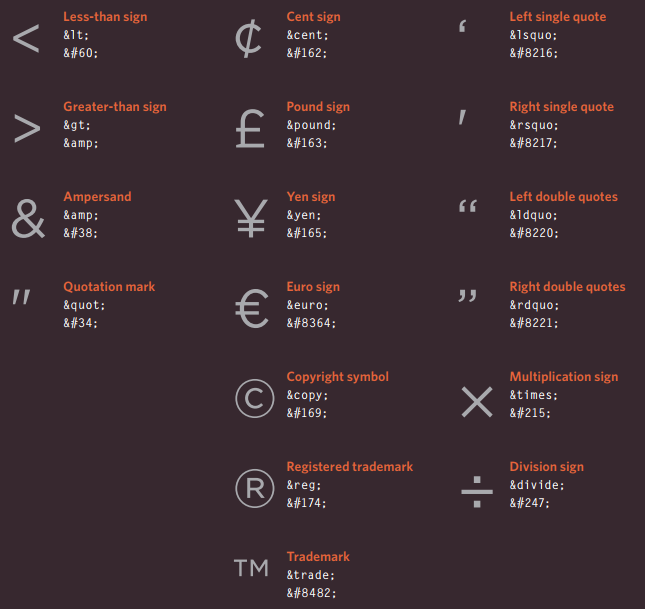 <
Less-than sign
&lt;
&#60;
>
Greater-than sign
&gt;
&amp;
&
Ampersand
&amp;
&#38;
"
Quotation mark
&quot;
&#34;
¢
Cent sign
&cent;
&#162;
£
Pound sign
&pound;
&#163;
¥
Yen sign
&yen;
&#165;
€
Euro sign
&euro;
&#8364;
©
Copyright symbol
&copy;
&#169;
®
Registered trademark
&reg;
&#174;
™
Trademark
&trade;
&#8482;
‘
Left single quote
&lsquo;
&#8216;
'
Right single quote
&rsquo;
&#8217;
“
Left double quotes
&ldquo;
&#8220;
”
Right double quotes
&rdquo;
&#8221;
×
Multiplication sign
&times;
&#215;
÷
Division sign
&divide;
&#247;